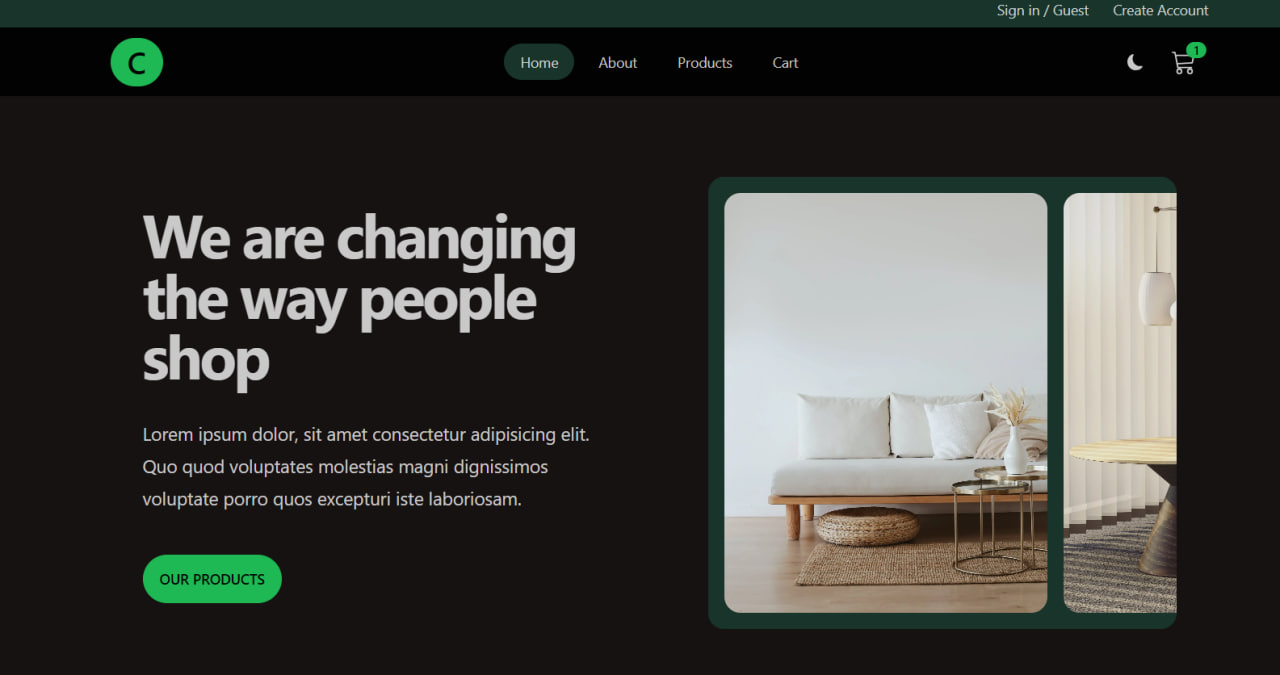 Sign in / Guest Create Account
C
Home About Products Cart
1
We are changing
the way people
shop
Lorem ipsum dolor, sit amet consectetur adipisicing elit.
Quo quod voluptates molestias magni dignissimos
voluptate porro quos excepturi iste laboriosam.
OUR PRODUCTS